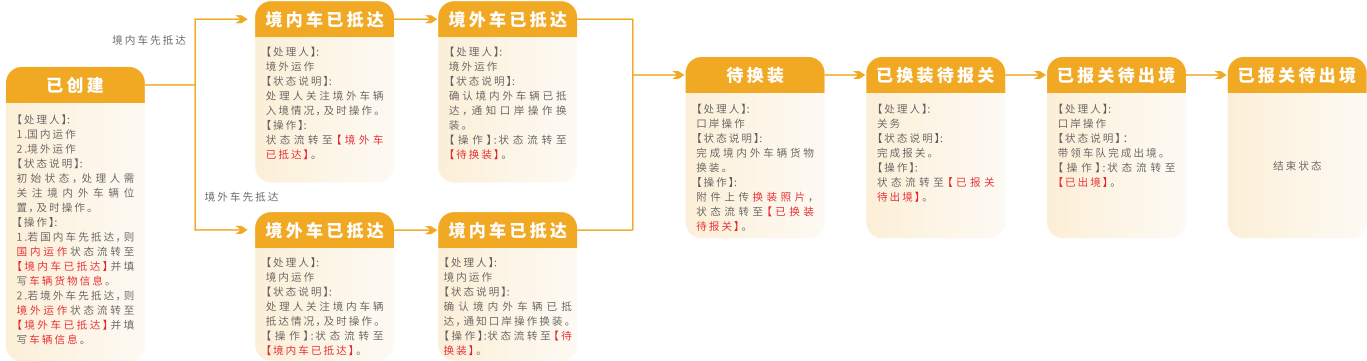 已创建
【处理人】:
1.国内运作
2.境外运作
【状态说明】:
初始状态,处理人需
关注境内外车辆位
置,及时操作。
【操作】:
1.若国内车先抵达,则
国内运作状态流转至
【境内车已抵达】并填
写车辆货物信息。
2.若境外车先抵达,则
境外运作状态流转至
【境外车已抵达】并填
写车辆信息。
境内车先抵达
境内车已抵达
【处理人】:
境外运作
【状态说明】:
处理人关注境外车辆
入境情况,及时操作。
【操作】:
状态流转至【境外车
已抵达】。
境外车已抵达
【处理人】:
境外运作
【状态说明】:
确认境内外车辆已抵
达,通知口岸操作换
装。
【操作】:状态流转至
【待换装】。
境外车先抵达
境外车已抵达
【处理人】:
境内运作
【状态说明】:
处理人关注境内车辆
抵达情况,及时操作。
【操作】:状态流转至
【境内车已抵达】。
境内车已抵达
【处理人】:
境内运作
【状态说明】:
确认境内外车辆已抵
达,通知口岸操作换装。
【操作】:状态流转至【待
换装】。
待换装
【处理人】:
口岸操作
【状态说明】:
完成境内外车辆货物
换装。
【操作】:
附件上传换装照片,
状态流转至【已换装
待报关】。
已换装待报关
【处理人】:
关务
【状态说明】:
完成报关。
【操作】:
状态流转至【已报关
待出境】。
已报关待出境
【处理人】:
口岸操作
【状态说明】:
带领车队完成出境。
【操作】:状态流转至
【已出境】。
已报关待出境
结束状态